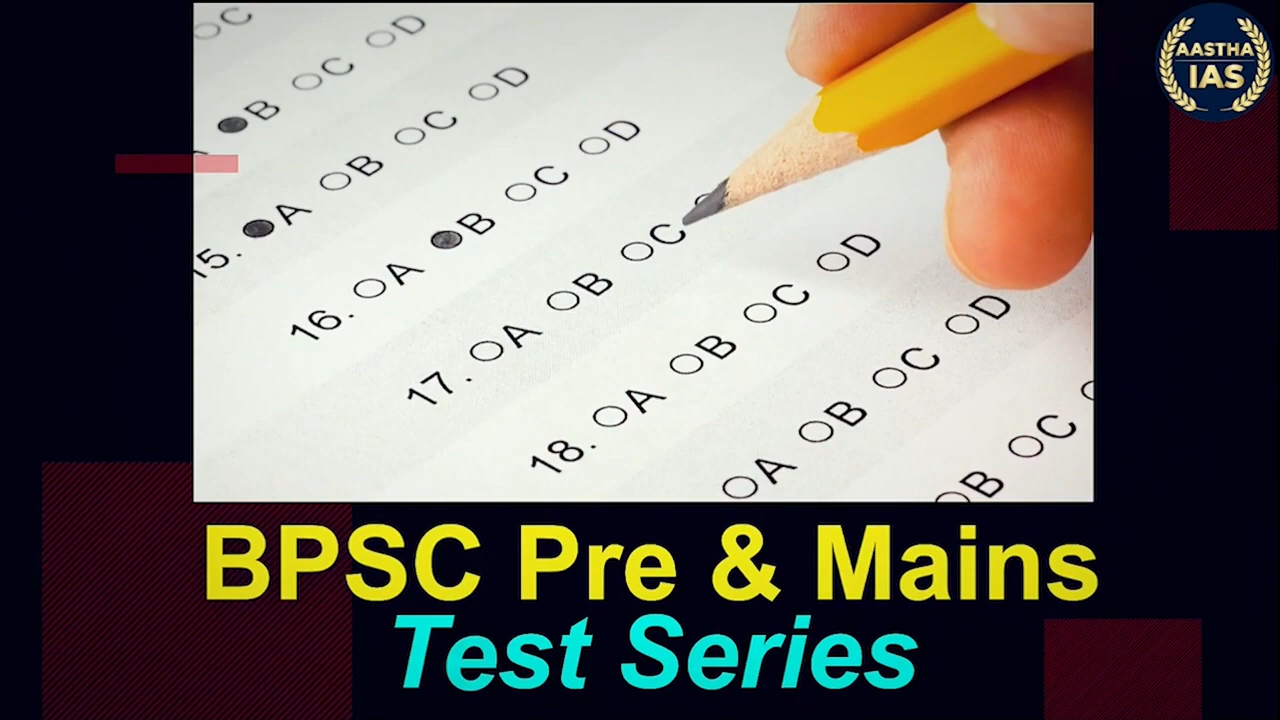 AASTHA
IAS
C D
B C D
15. A B C D
16. A B C D
17. A B C
18. A B C D
A B C D
B C
BPSC Pre & Mains
Test Series